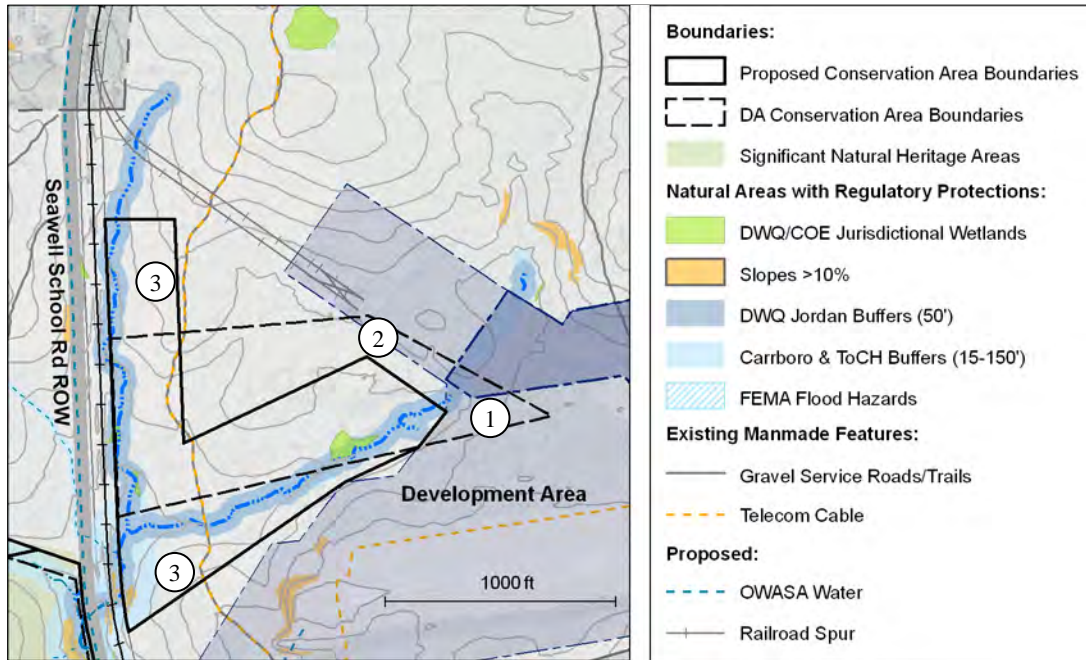 Seawell School Rd ROW
3
2
1
Development Area
3
1000 ft
Boundaries:
Proposed Conservation Area Boundaries
DA Conservation Area Boundaries
Significant Natural Heritage Areas
Natural Areas with Regulatory Protections:
DWQ/COE Jurisdictional Wetlands
Slopes >10%
DWQ Jordan Buffers (50')
Carrboro & ToCH Buffers (15-150')
FEMA Flood Hazards
Existing Manmade Features:
Gravel Service Roads/Trails
Telecom Cable
Proposed:
OWASA Water
Railroad Spur